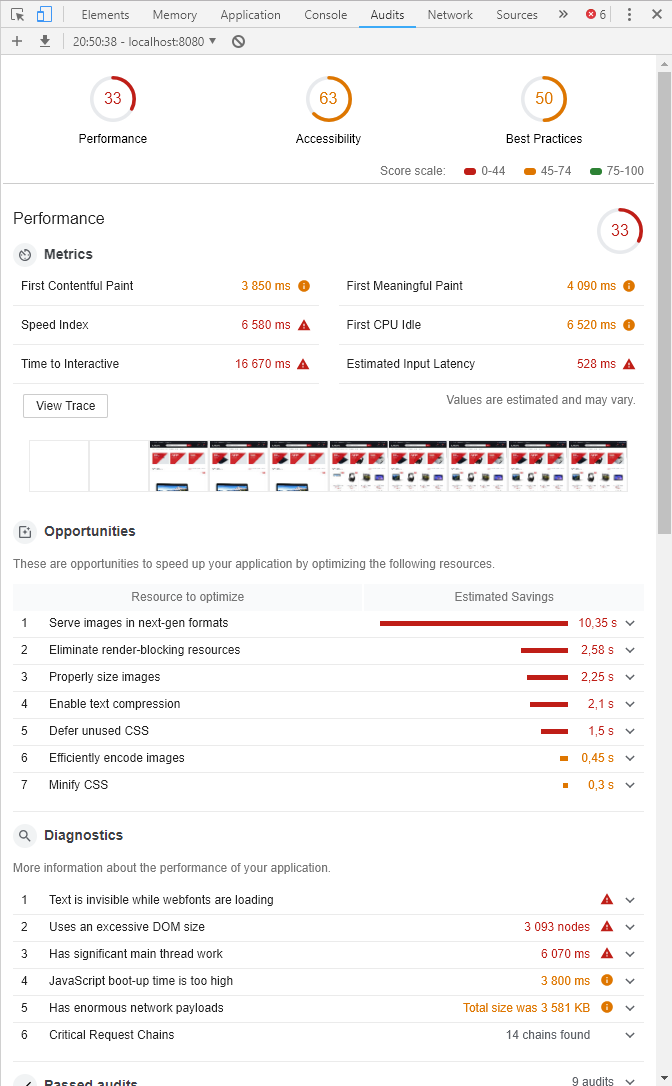 Elements Memory Application Console Audits Network Sources » 6
20:50:38 - localhost:8080
33 63 50
Performance Accessibility Best Practices
Score scale: 0-44 45-74 75-100
Performance 33
Metrics
First Contentful Paint 3 850 ms First Meaningful Paint 4 090 ms
Speed Index 6 580 ms First CPU Idle 6 520 ms
Time to Interactive 16 670 ms Estimated Input Latency 528 ms
View Trace Values are estimated and may vary.
Opportunities
These are opportunities to speed up your application by optimizing the following resources.
Resource to optimize Estimated Savings
1 Serve images in next-gen formats 10,35 s
2 Eliminate render-blocking resources 2,58 s
3 Properly size images 2,25 s
4 Enable text compression 2,1 s
5 Defer unused CSS 1,5 s
6 Efficiently encode images 0,45 s
7 Minify CSS 0,3 s
Diagnostics
More information about the performance of your application.
1 Text is invisible while webfonts are loading
2 Uses an excessive DOM size 3 093 nodes
3 Has significant main thread work 6 070 ms
4 JavaScript boot-up time is too high 3 800 ms
5 Has enormous network payloads Total size was 3 581 KB
6 Critical Request Chains 14 chains found
Passed audits 9 audits